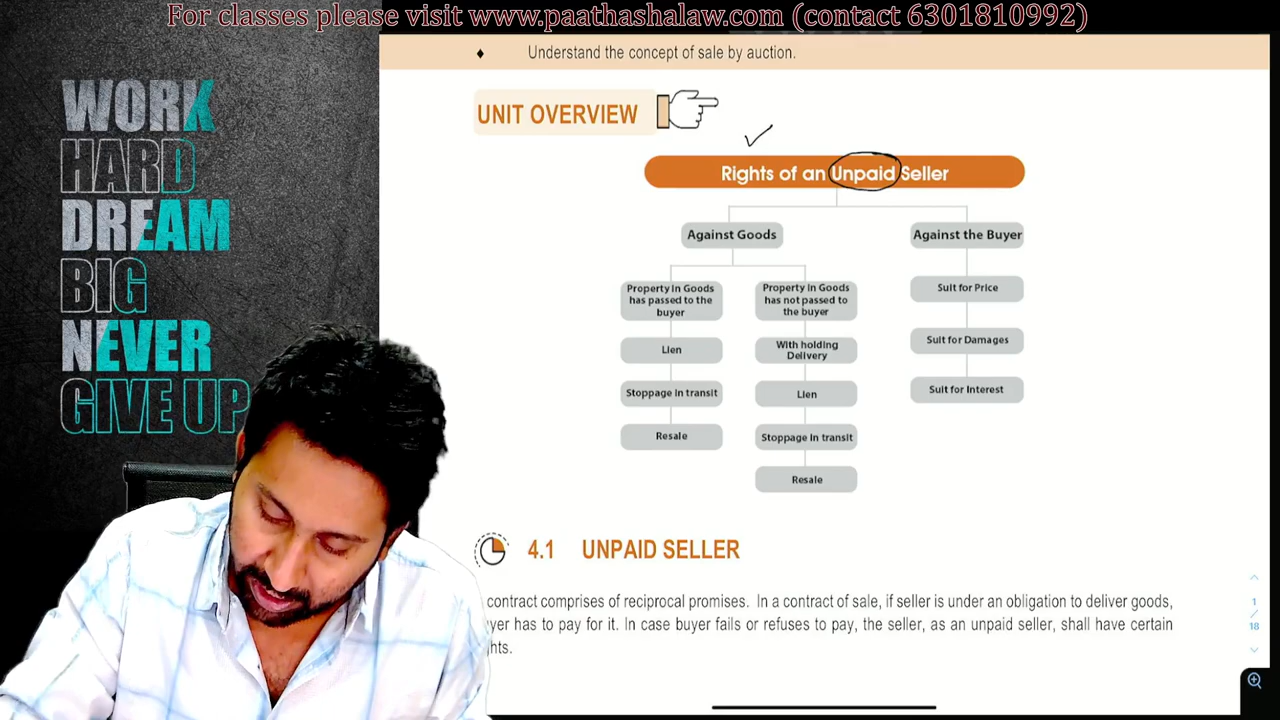 For classes please visit www.paathashalaw.com (contact 6301810992)
WORK
HARD
DREAM
BIG
NEVER
GIVE UP
Understand the concept of sale by auction.
UNIT OVERVIEW
Rights of an Unpaid Seller
Against Goods
Against the Buyer
Property in Goods
has passed to the
buyer
Lien
Stoppage in transit
Resale
Property in Goods
has not passed to
the buyer
With holding
Delivery
Lien
Stoppage in transit
Resale
Suit for Price
Suit for Damages
Suit for Interest
4.1 UNPAID SELLER
contract comprises of reciprocal promises. In a contract of sale, if seller is under an obligation to deliver goods,
has to pay for it. In case buyer fails or refuses to pay, the seller, as an unpaid seller, shall have certain
1
18